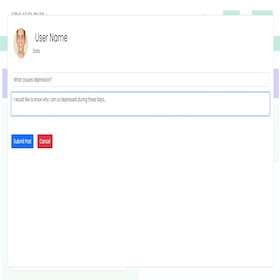 User Name
Date
What causes depression?
I would like to know why I am so depressed during these days..
Submit Post
Cancel